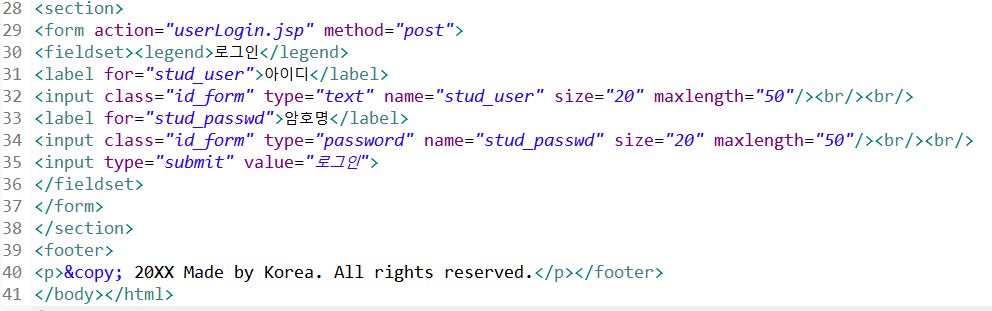 28 <section>
29 <form action="userLogin.jsp" method="post">
30 <fieldset><legend>로그인</legend>
31 <label for="stud_user">아이디</label>
32 <input class="id_form" type="text" name="stud_user" size="20" maxlength="50"/><br/><br/>
33 <label for="stud_passwd">암호명</label>
34 <input class="id_form" type="password" name="stud_passwd" size="20" maxlength="50"/><br/><br/>
35 <input type="submit" value="로그인">
36 </fieldset>
37 </form>
38 </section>
39 <footer>
40 <p>&copy; 20XX Made by Korea. All rights reserved.</p></footer>
41 </body></html>